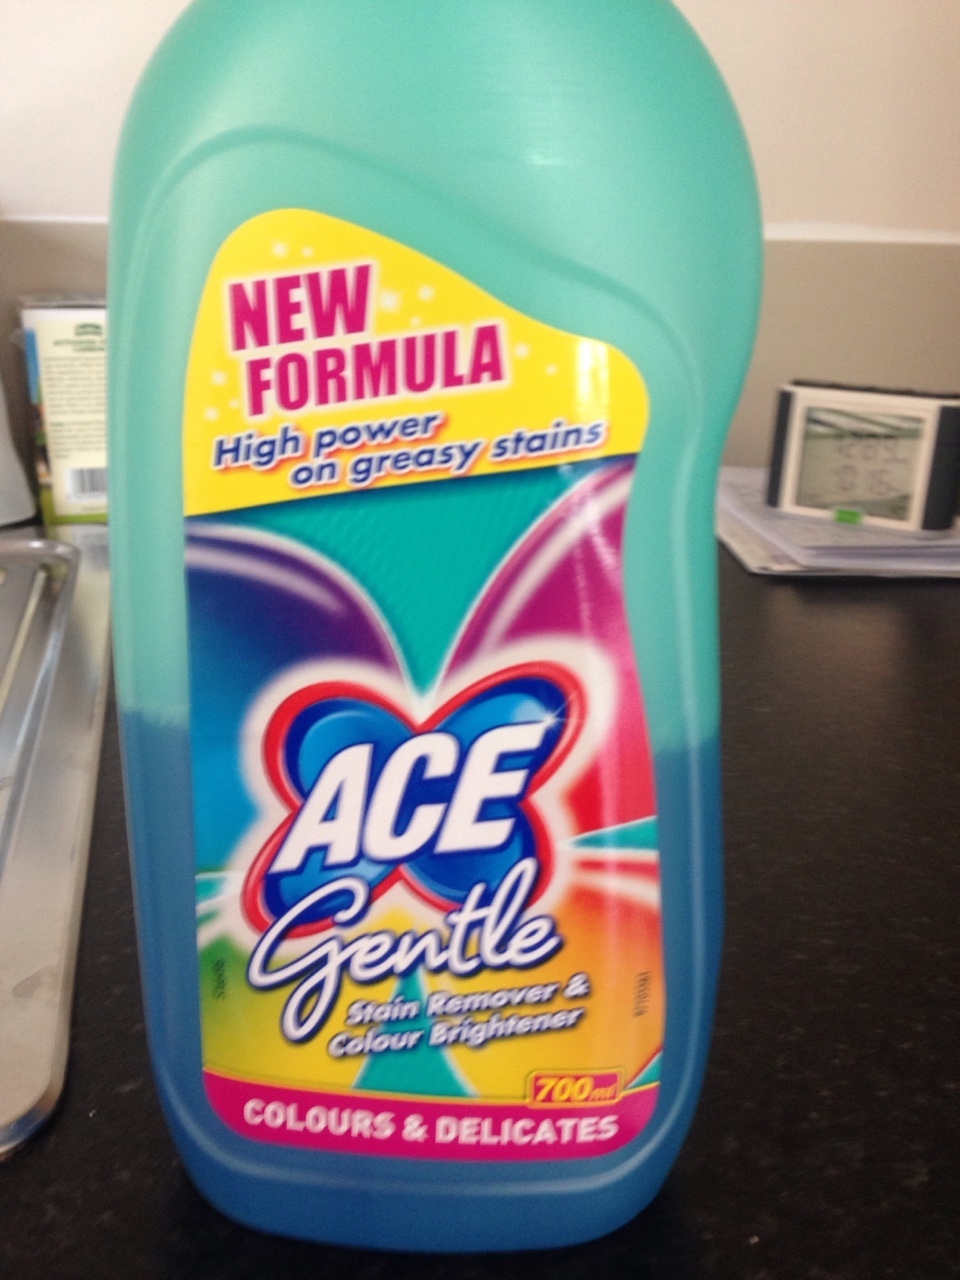 NEW
FORMULA
High power
on greasy stains
ACE
Gentle
Stain Remover &
Colour Brightener
700ml
COLOURS & DELICATES